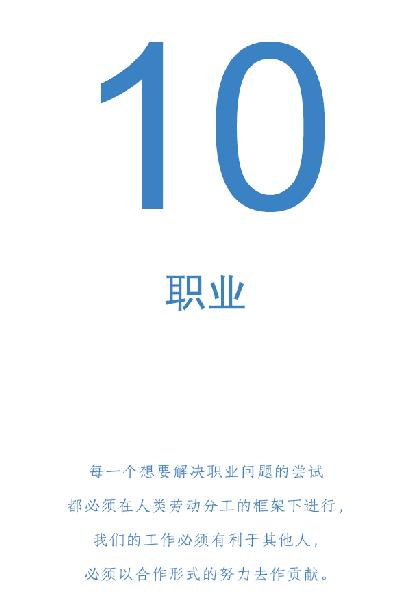 10
职业
每一个想要解决职业问题的尝试
都必须在人类劳动分工的框架下进行，
我们的工作必须有利于其他人，
必须以合作形式的努力去作贡献。